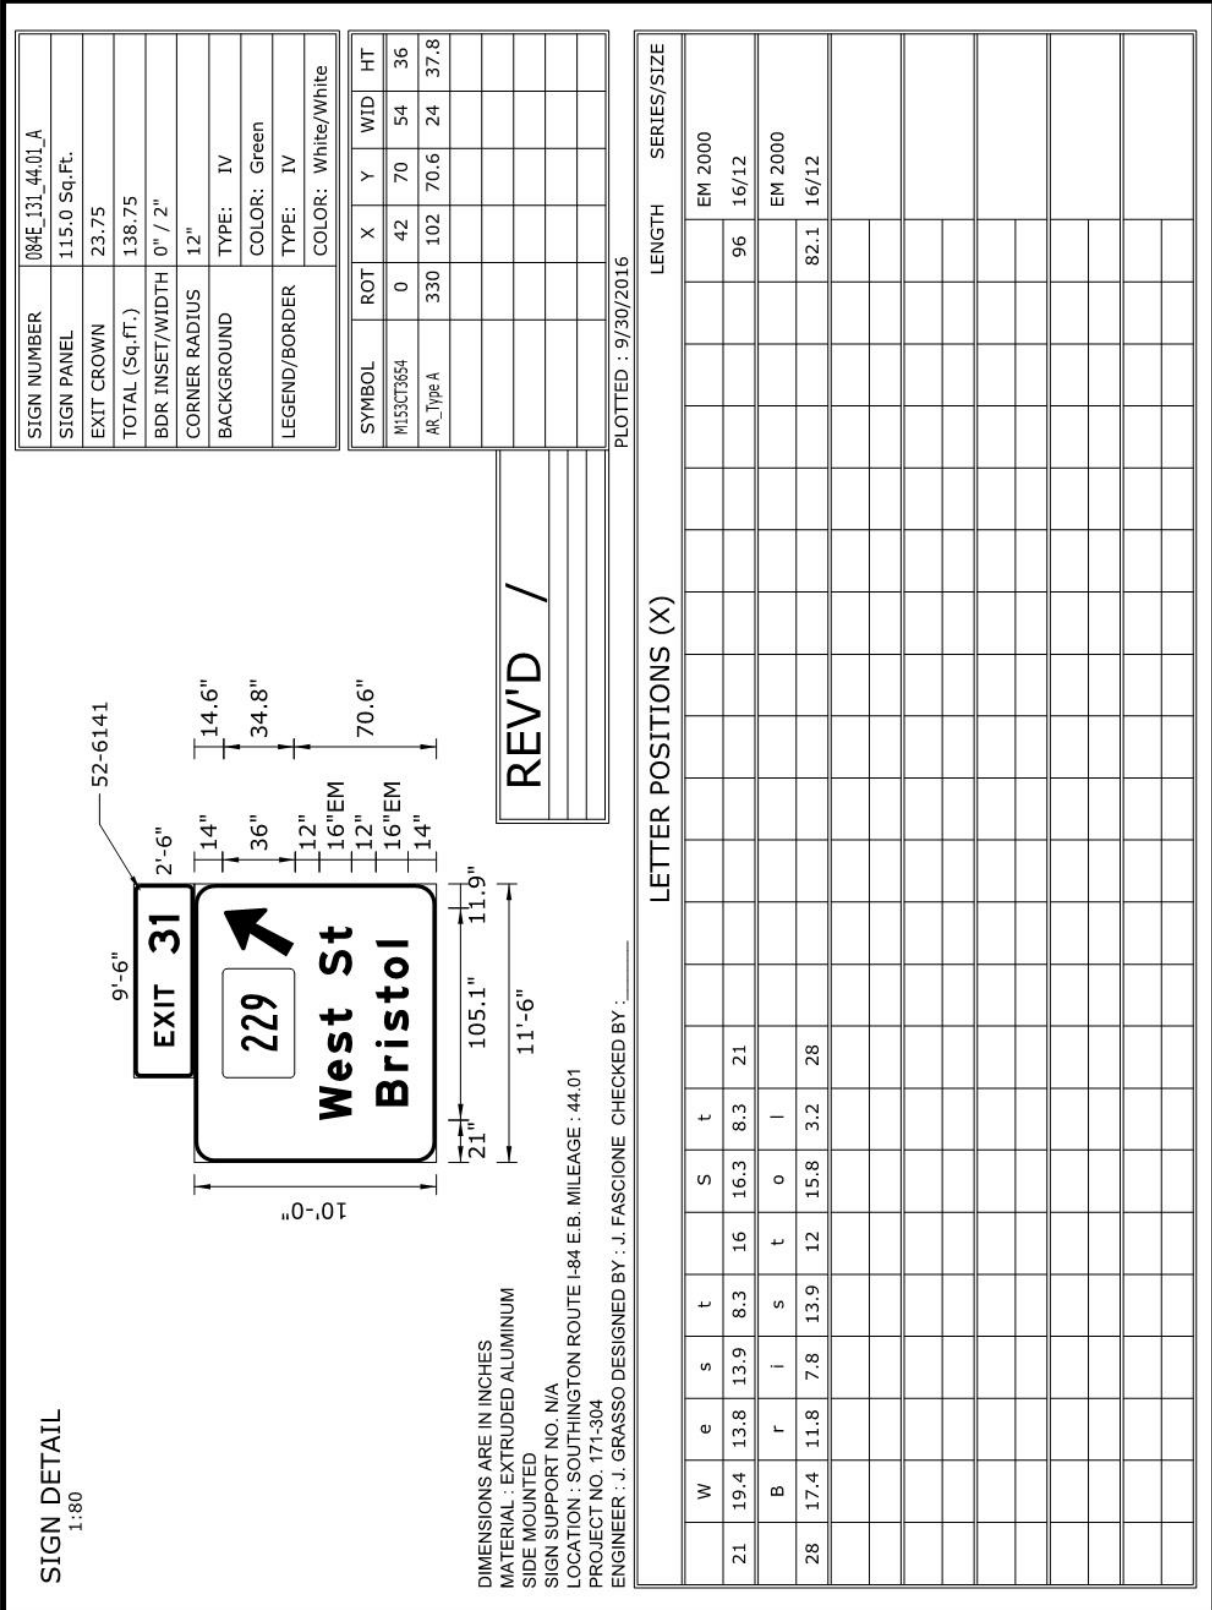 SIGN DETAIL
1:80
52-6141
9'-6"
2'-6"
EXIT 31
229
West St
Bristol
10'-0"
14"
36"
12"
16"EM
12"
16"EM
14"
14.6"
34.8"
70.6"
21" 105.1" 11.9"
11'-6"
SIGN NUMBER 084E_131_44.01_A
SIGN PANEL 115.0 Sq.Ft.
EXIT CROWN 23.75
TOTAL (Sq.fT.) 138.75
BDR INSET/WIDTH 0" / 2"
CORNER RADIUS 12"
BACKGROUND TYPE: IV
COLOR: Green
LEGEND/BORDER TYPE: IV
COLOR: White/White
SYMBOL ROT X Y WID HT
M153CT3654 0 42 70 54 36
AR_Type A 330 102 70.6 24 37.8
REV'D /
DIMENSIONS ARE IN INCHES
MATERIAL : EXTRUDED ALUMINUM
SIDE MOUNTED
SIGN SUPPORT NO. N/A
LOCATION : SOUTHINGTON ROUTE I-84 E.B. MILEAGE : 44.01
PROJECT NO. 171-304
ENGINEER : J. GRASSO DESIGNED BY : J. FASCIONE CHECKED BY :______
PLOTTED : 9/30/2016
LETTER POSITIONS (X) LENGTH SERIES/SIZE
W e s t S t EM 2000
21 19.4 13.8 13.9 8.3 16 16.3 8.3 21 96 16/12
B r i s t o l EM 2000
28 17.4 11.8 7.8 13.9 12 15.8 3.2 28 82.1 16/12